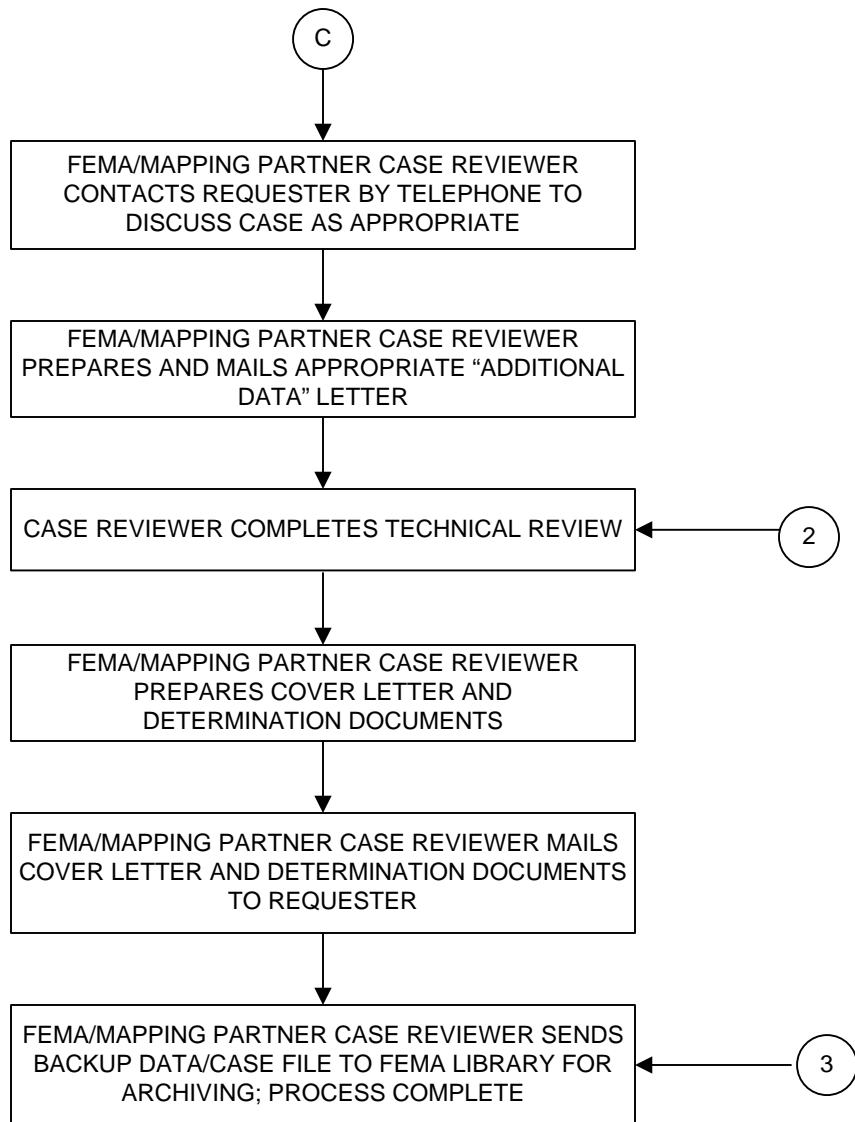 C
FEMA/MAPPING PARTNER CASE REVIEWER
CONTACTS REQUESTER BY TELEPHONE TO
DISCUSS CASE AS APPROPRIATE
FEMA/MAPPING PARTNER CASE REVIEWER
PREPARES AND MAILS APPROPRIATE “ADDITIONAL
DATA” LETTER
CASE REVIEWER COMPLETES TECHNICAL REVIEW
2
FEMA/MAPPING PARTNER CASE REVIEWER
PREPARES COVER LETTER AND
DETERMINATION DOCUMENTS
FEMA/MAPPING PARTNER CASE REVIEWER MAILS
COVER LETTER AND DETERMINATION DOCUMENTS
TO REQUESTER
FEMA/MAPPING PARTNER CASE REVIEWER SENDS
BACKUP DATA/CASE FILE TO FEMA LIBRARY FOR
ARCHIVING; PROCESS COMPLETE
3